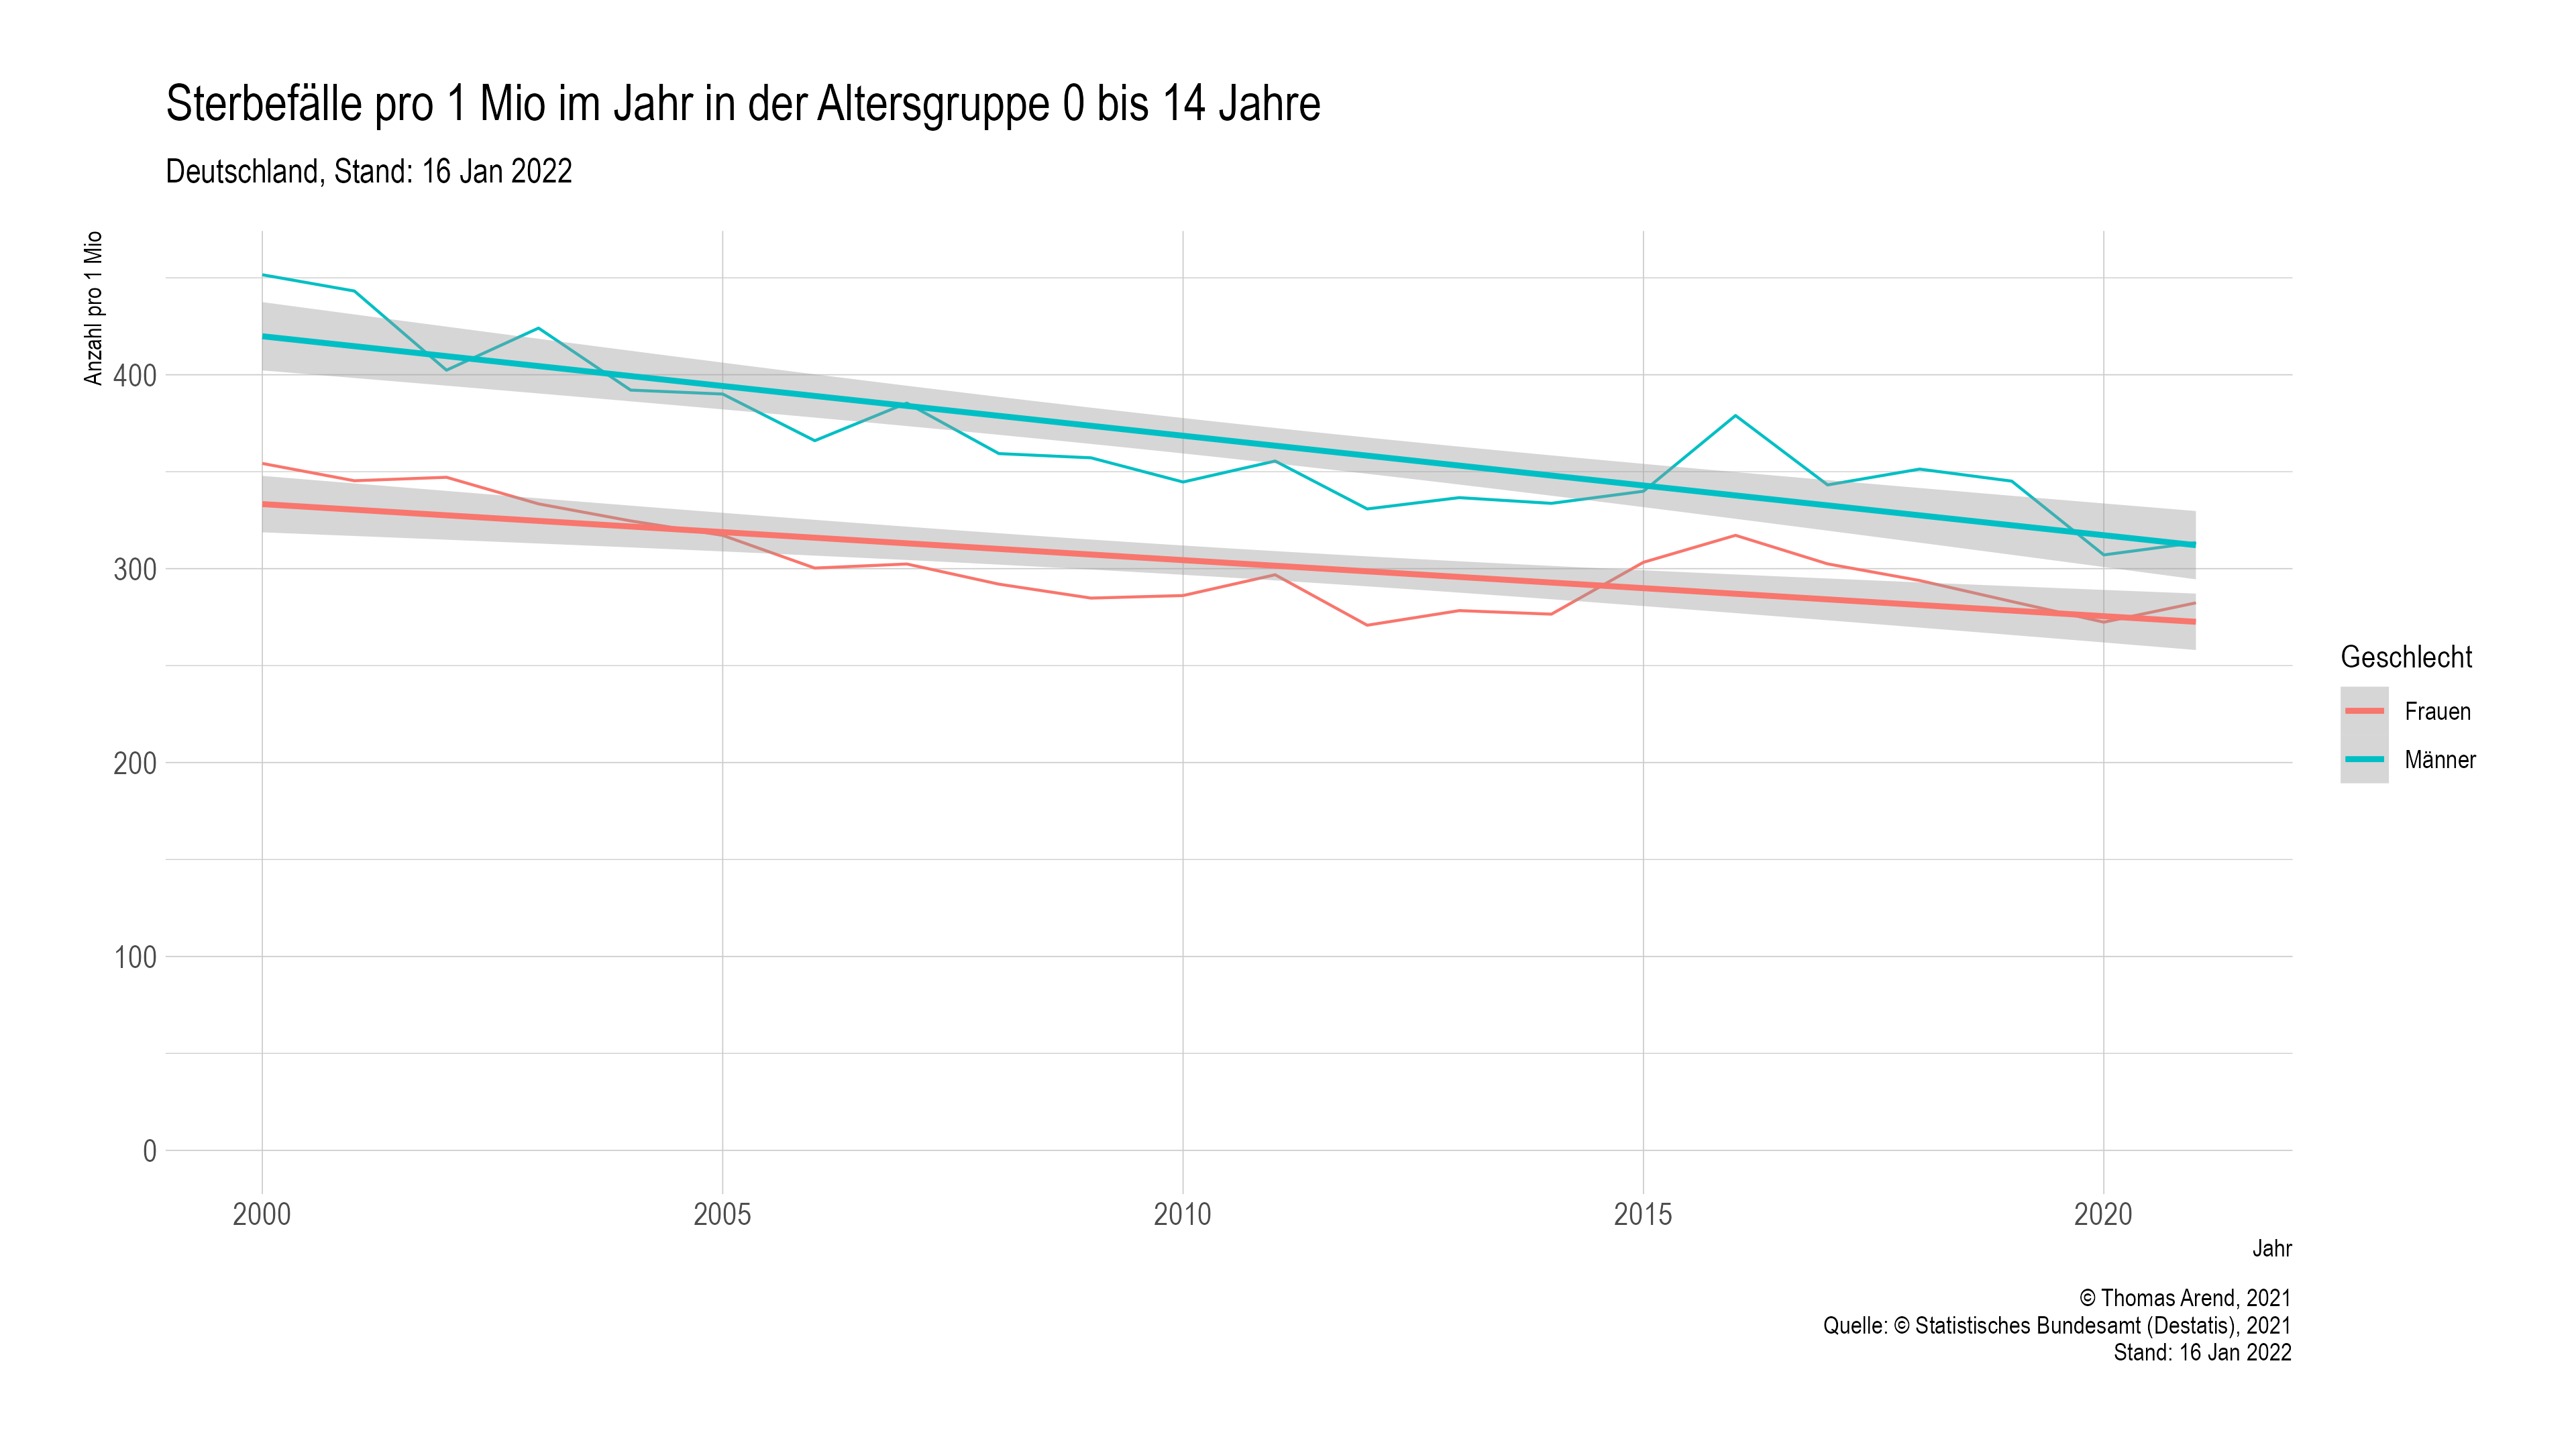 Sterbefälle pro 1 Mio im Jahr in der Altersgruppe 0 bis 14 Jahre
Deutschland, Stand: 16 Jan 2022
Anzahl pro 1 Mio
400
300
200
100
0
2000
2005
2010
2015
2020
Jahr
Geschlecht
Frauen
Männer
© Thomas Arend, 2021
Quelle: © Statistisches Bundesamt (Destatis), 2021
Stand: 16 Jan 2022